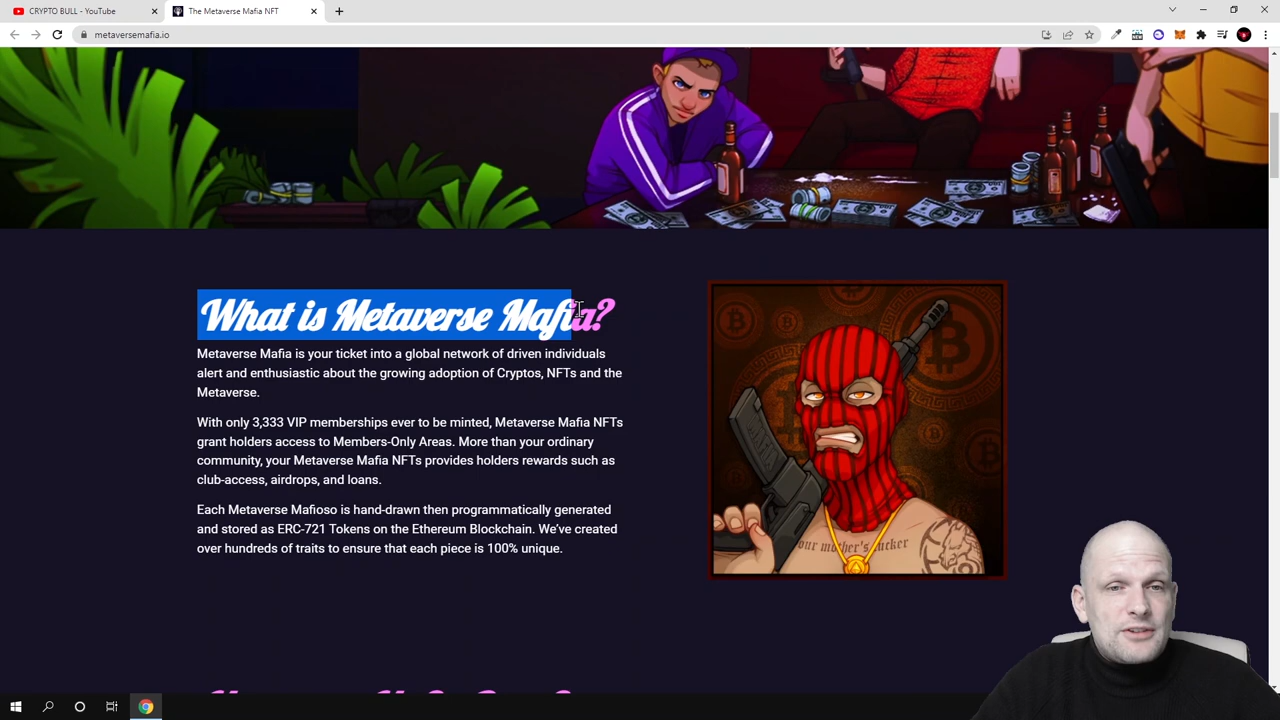 CRYPTO BULL - YouTube
The Metaverse Mafia NFT
metaversemafia.io
What is Metaverse Mafia?
Metaverse Mafia is your ticket into a global network of driven individuals
alert and enthusiastic about the growing adoption of Cryptos, NFTs and the
Metaverse.
With only 3,333 VIP memberships ever to be minted, Metaverse Mafia NFTs
grant holders access to Members-Only Areas. More than your ordinary
community, your Metaverse Mafia NFTs provides holders rewards such as
club-access, airdrops, and loans.
Each Metaverse Mafioso is hand-drawn then programmatically generated
and stored as ERC-721 Tokens on the Ethereum Blockchain. We've created
over hundreds of traits to ensure that each piece is 100% unique.
your mother's fucker